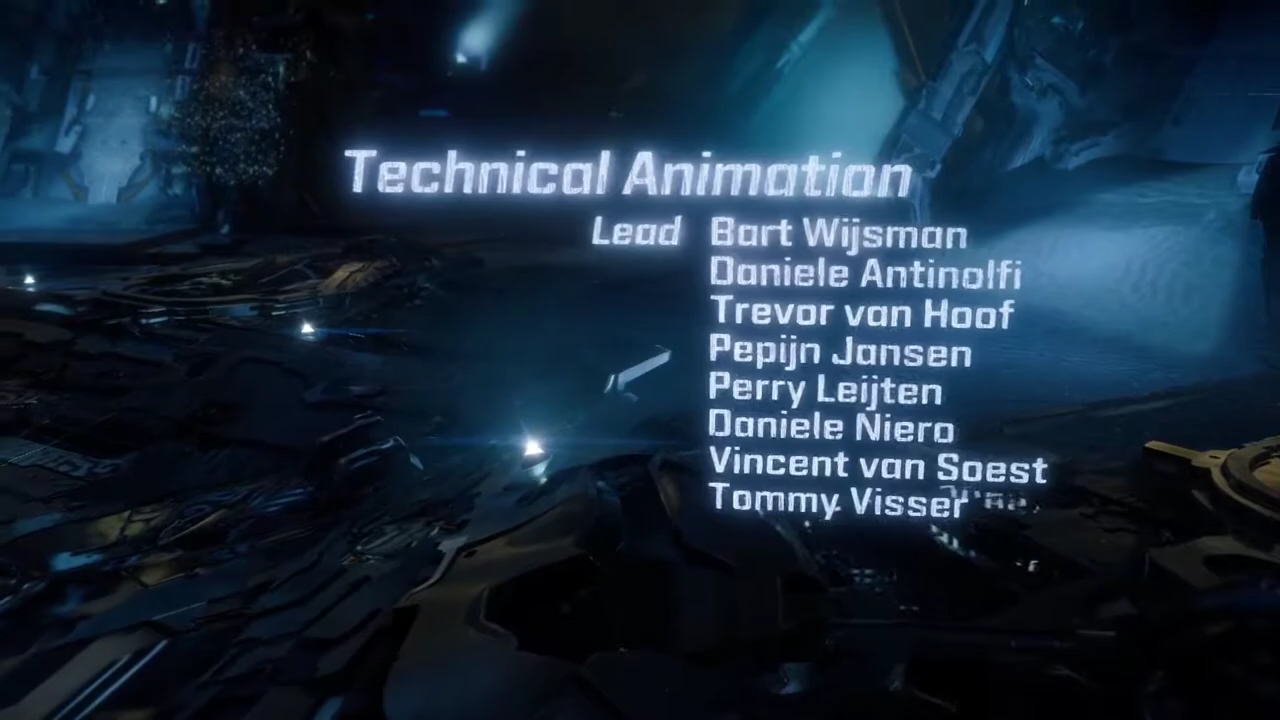 Technical Animation
Lead Bart Wijsman
Daniele Antinolfi
Trevor van Hoof
Pepijn Jansen
Perry Leijten
Daniele Niero
Vincent van Soest
Tommy Visser